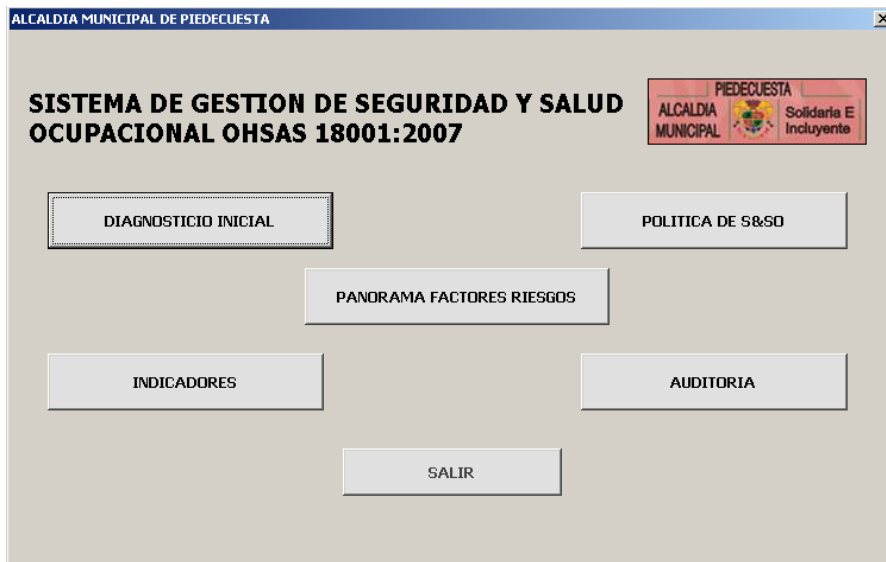 ALCALDIA MUNICIPAL DE PIEDECUESTA
SISTEMA DE GESTION DE SEGURIDAD Y SALUD
OCUPACIONAL OHSAS 18001:2007
PIEDECUESTA
ALCALDIA
MUNICIPAL
Solidaria E
Incluyente
DIAGNOSTICIO INICIAL
POLITICA DE S&SO
PANORAMA FACTORES RIESGOS
INDICADORES
AUDITORIA
SALIR